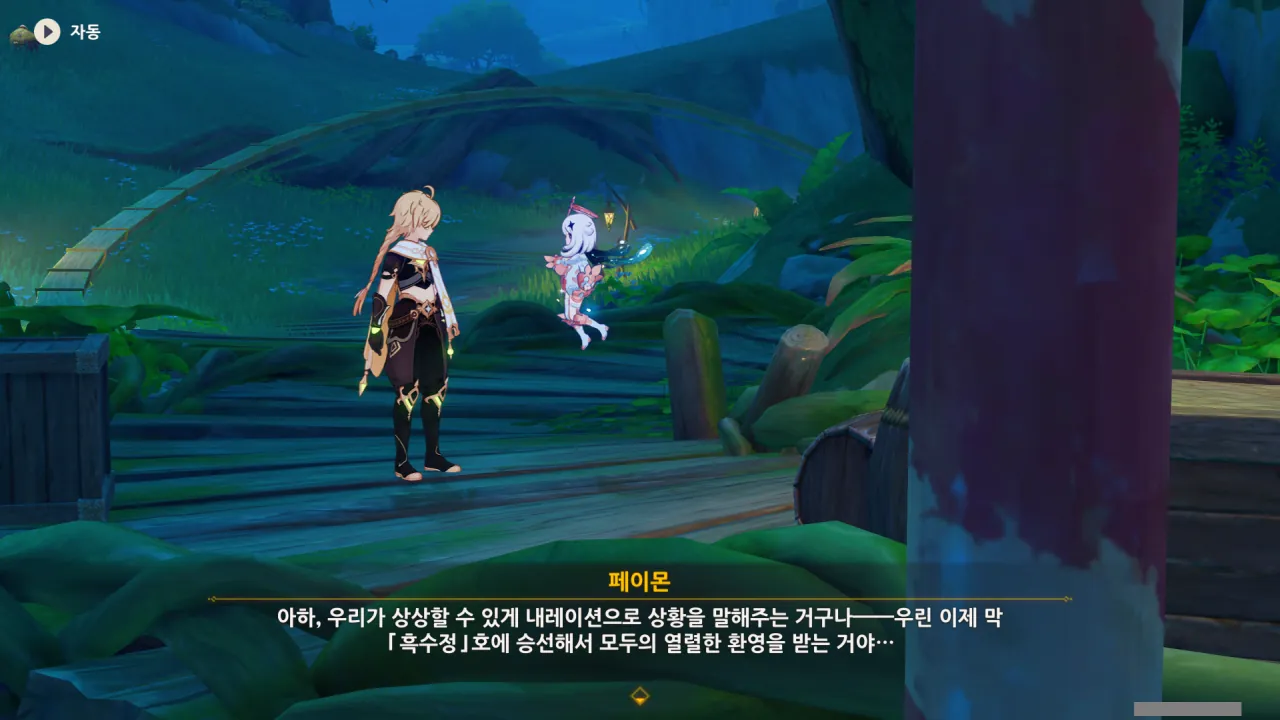 자동
페이몬
아하, 우리가 상상할 수 있게 내레이션으로 상황을 말해주는 거구나——우린 이제 막
「흑수정」호에 승선해서 모두의 열렬한 환영을 받는 거야…